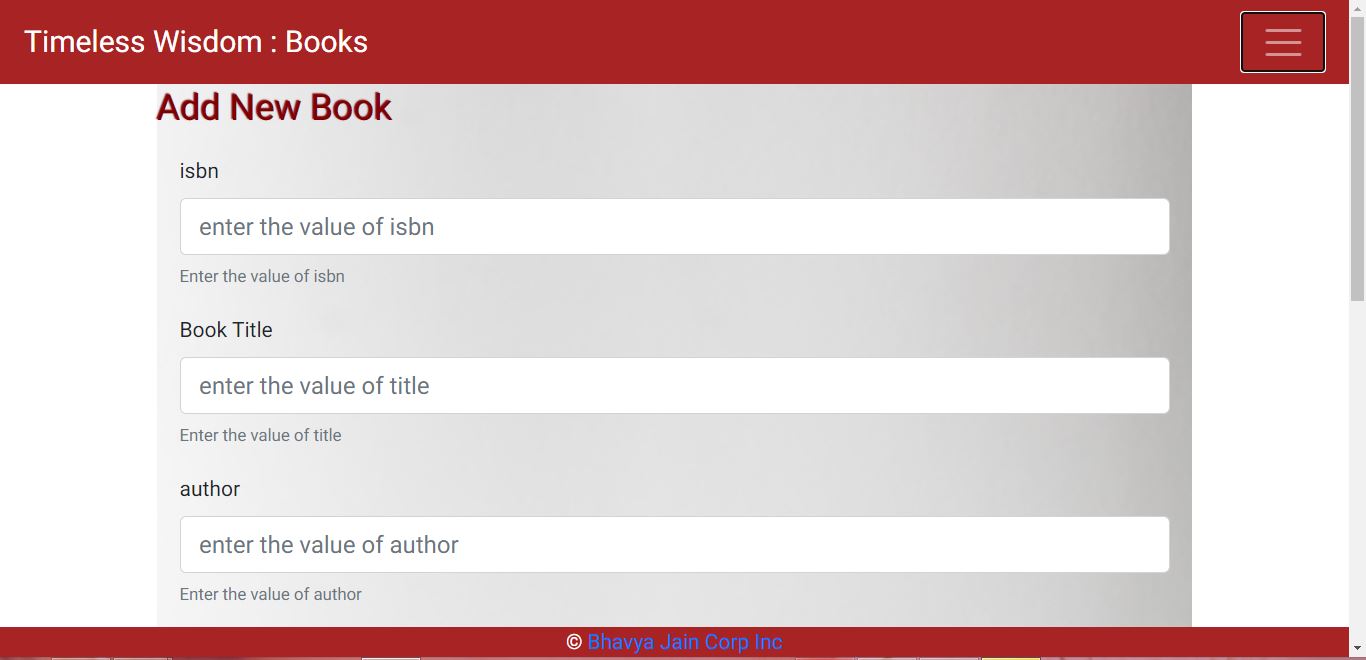 Timeless Wisdom : Books
Add New Book
isbn
enter the value of isbn
Enter the value of isbn
Book Title
enter the value of title
Enter the value of title
author
enter the value of author
Enter the value of author
© Bhavya Jain Corp Inc